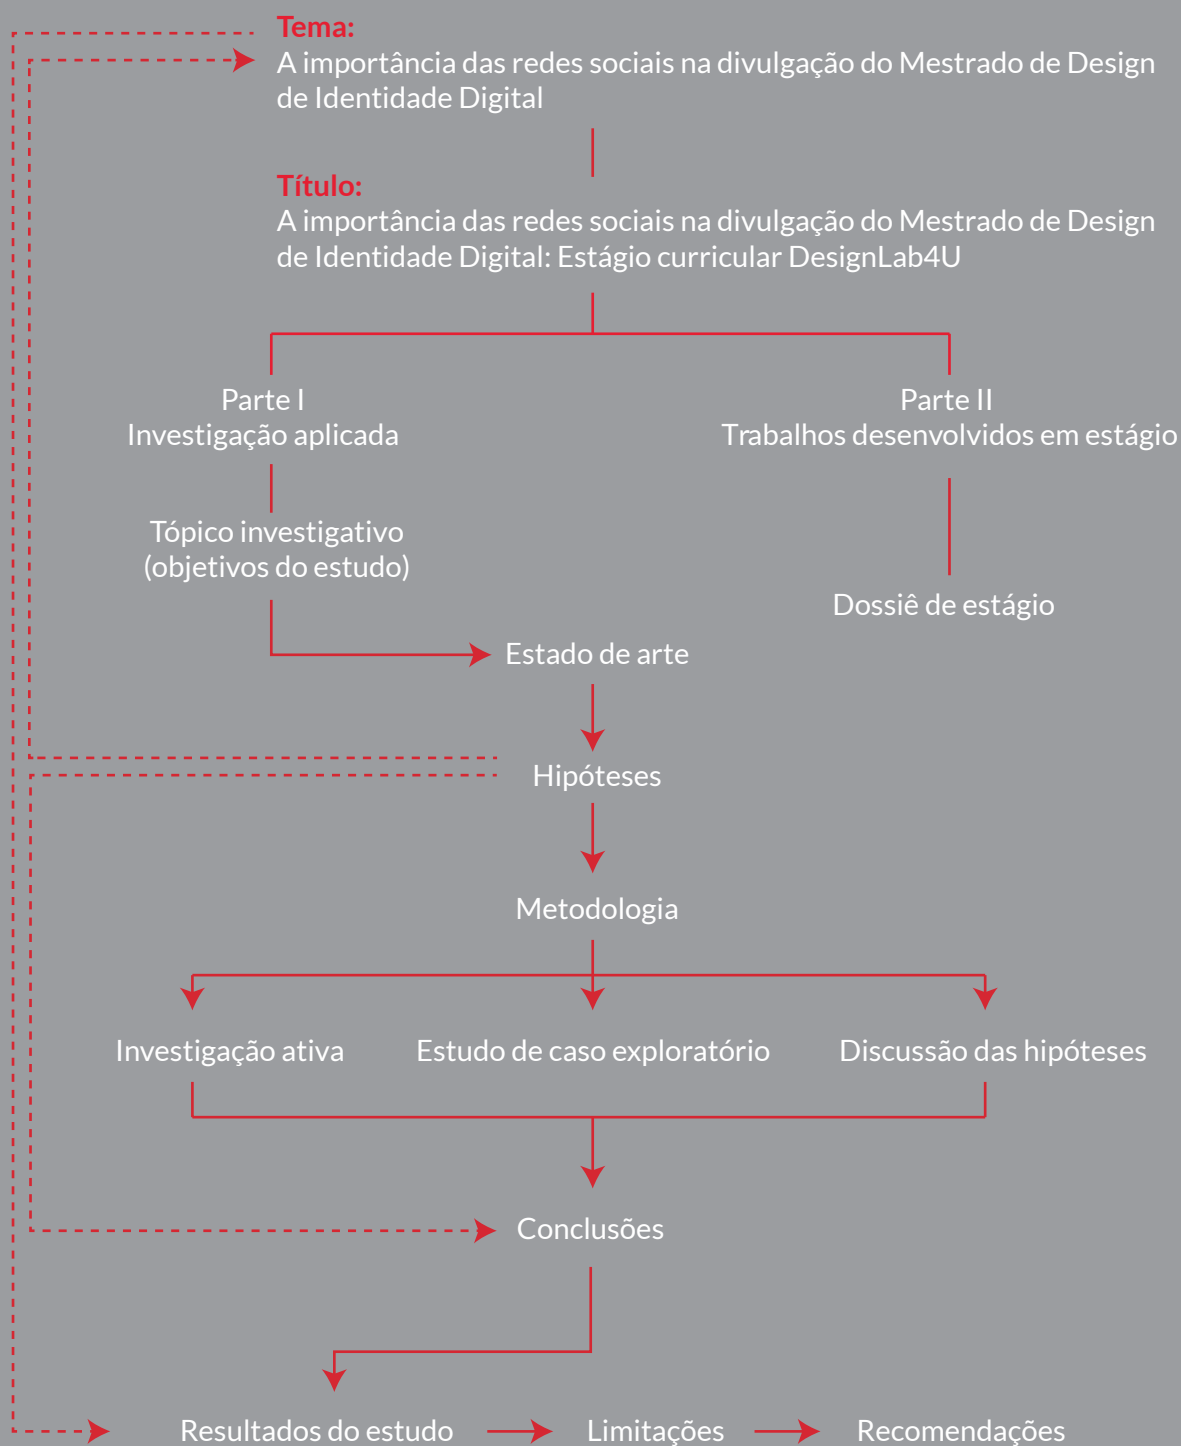 Tema:
A importância das redes sociais na divulgação do Mestrado de Design
de Identidade Digital
Título:
A importância das redes sociais na divulgação do Mestrado de Design
de Identidade Digital: Estágio curricular DesignLab4U
Parte I
Investigação aplicada
Parte II
Trabalhos desenvolvidos em estágio
Tópico investigativo
(objetivos do estudo)
Dossiê de estágio
Estado de arte
Hipóteses
Metodologia
Investigação ativa
Estudo de caso exploratório
Discussão das hipóteses
Conclusões
Resultados do estudo
Limitações
Recomendações